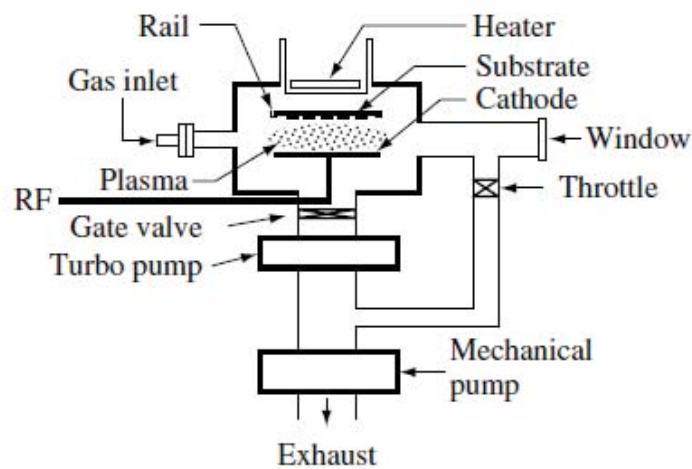 Rail
Heater
Substrate
Gas inlet
Cathode
Window
Plasma
Throttle
RF
Gate valve
Turbo pump
Mechanical
pump
Exhaust